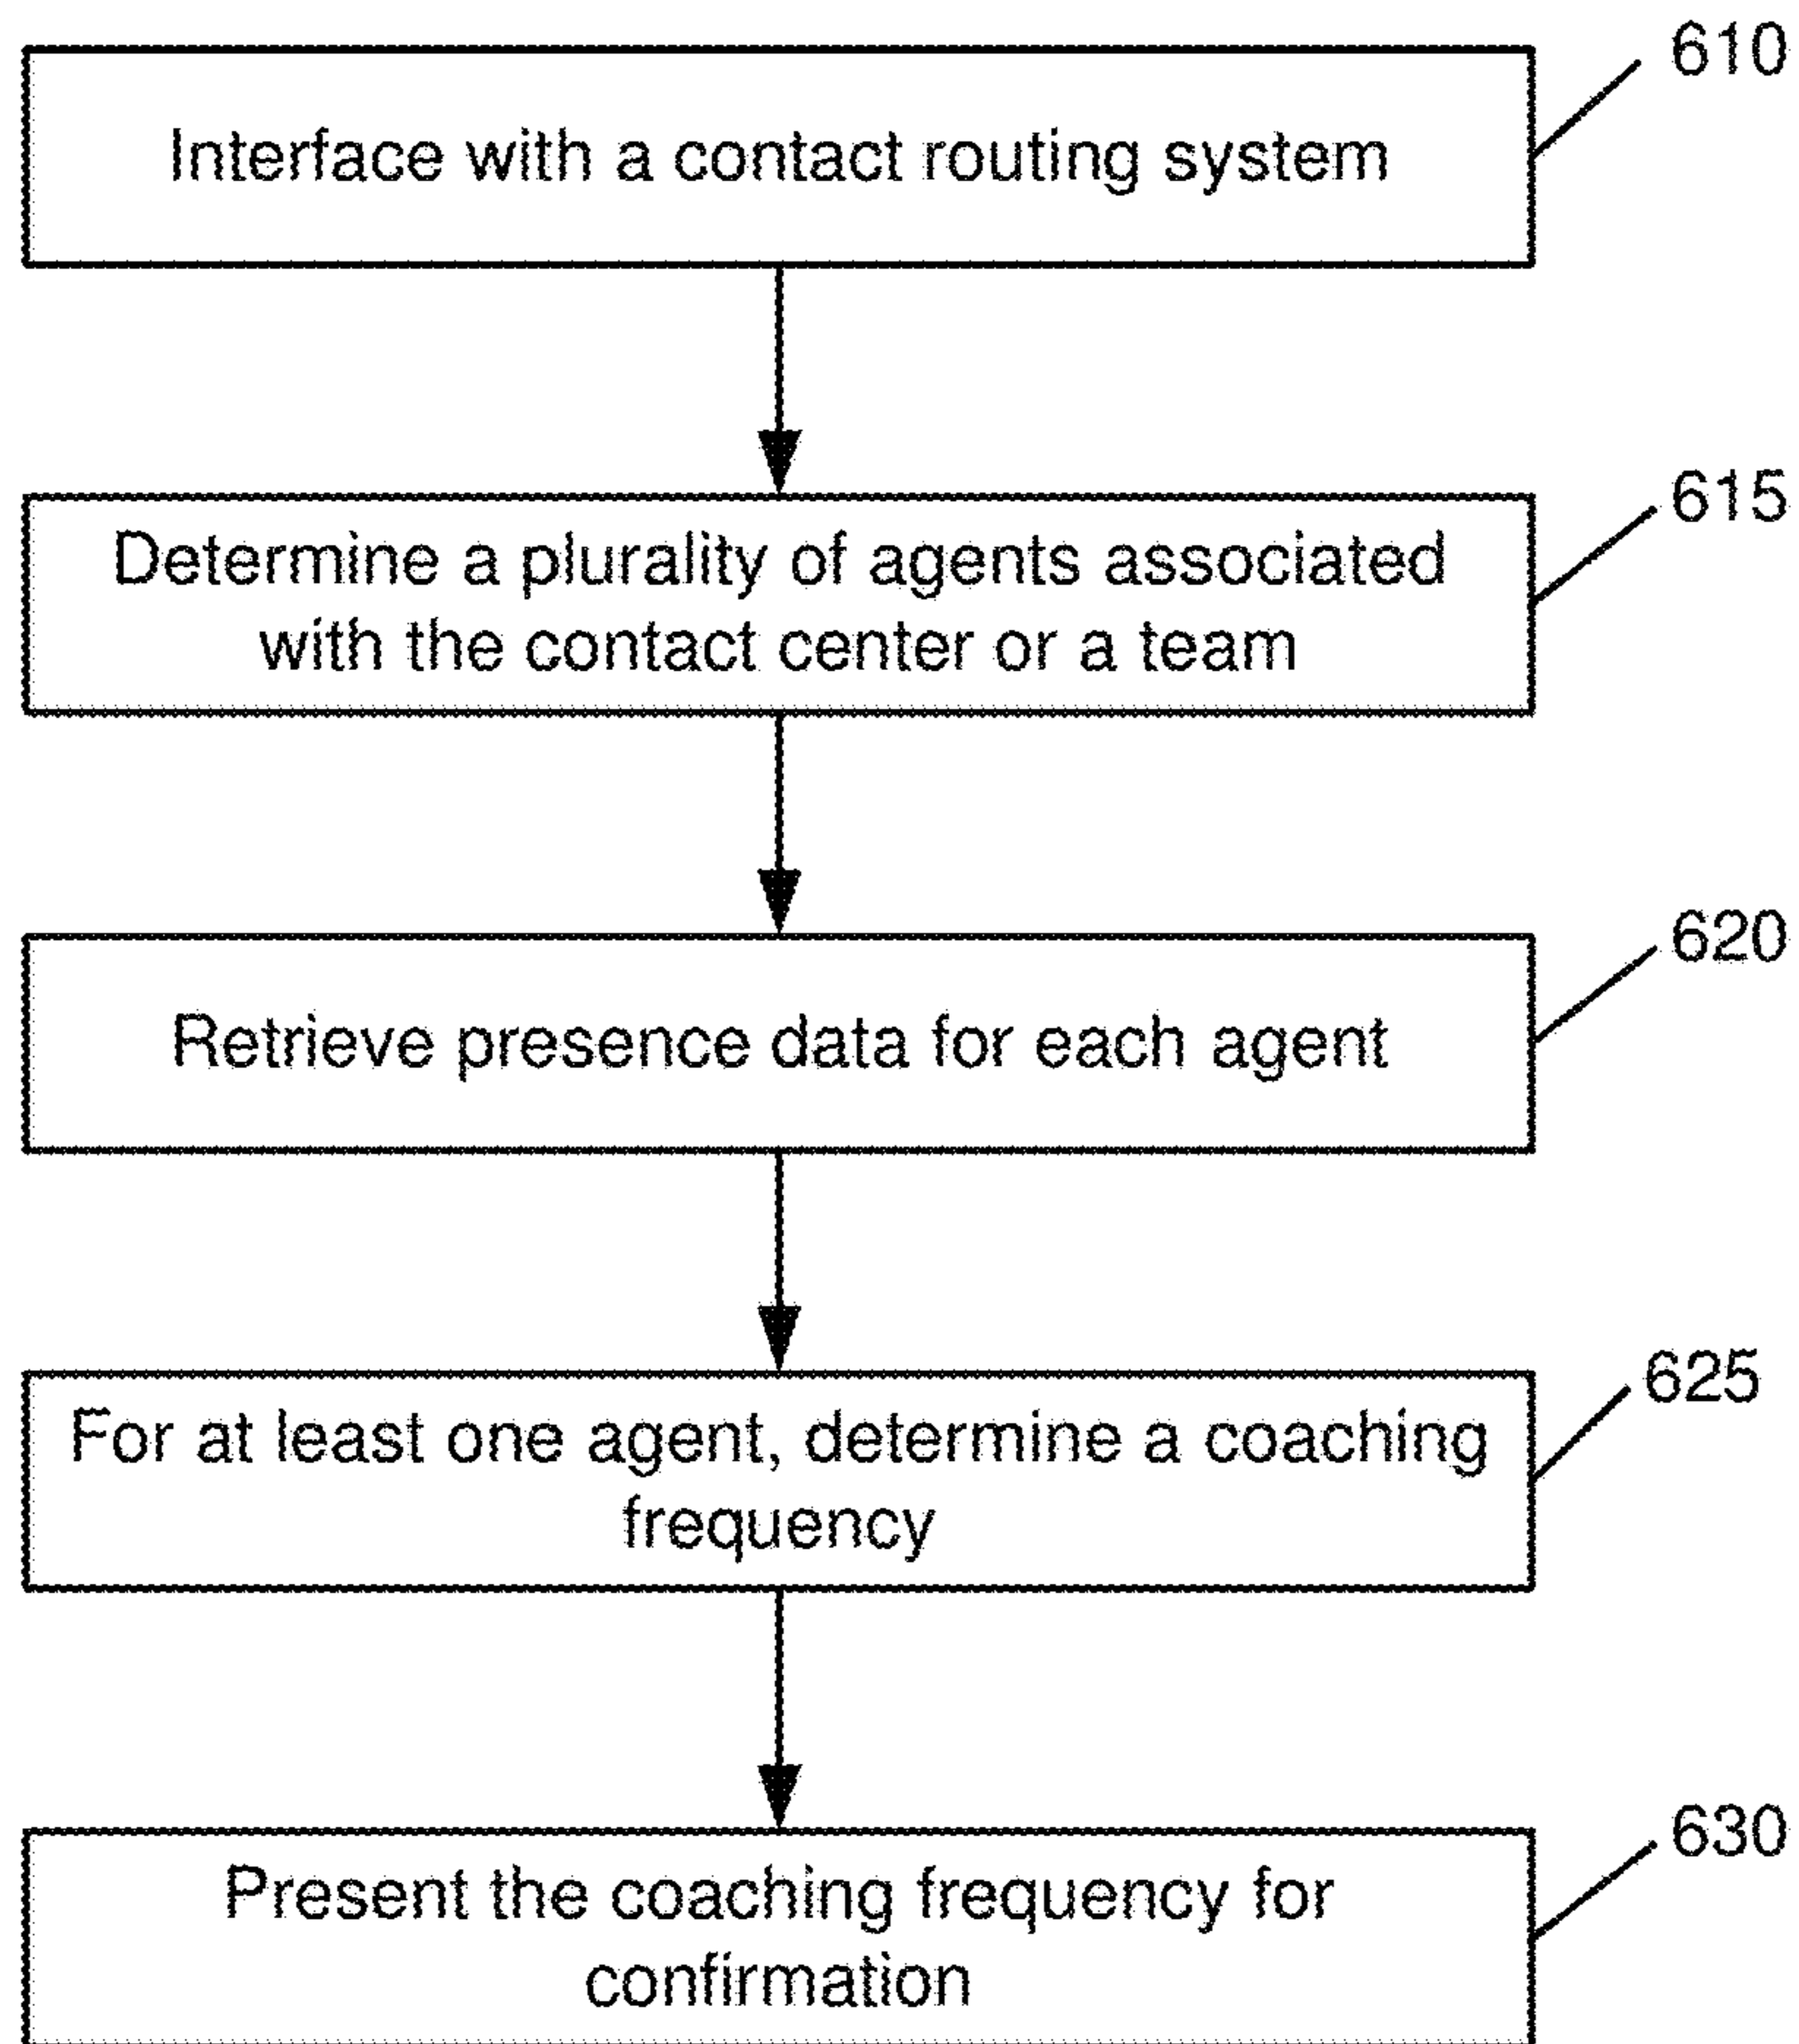 610
Interface with a contact routing system
615
Determine a plurality of agents associated
with the contact center or a team
620
Retrieve presence data for each agent
625
For at least one agent, determine a coaching
frequency
630
Present the coaching frequency for
confirmation